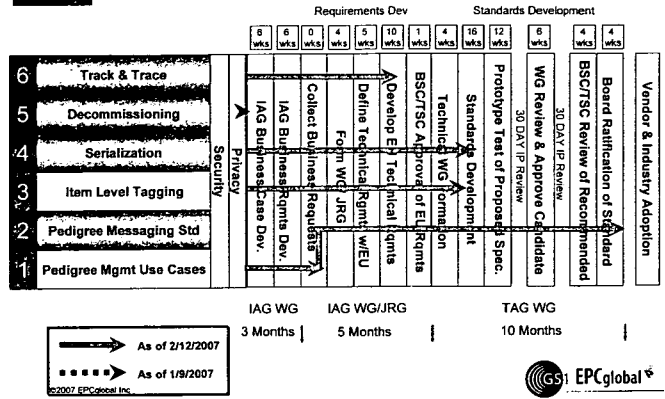 Requirements Dev
Standards Development
6 wks
6 wks
0 wks
4 wks
5 wks
10 wks
1 wks
4 wks
16 wks
12 wks
6 wks
4 wks
4 wks
6 Track & Trace
5 Decommissioning
4 Serialization
3 Item Level Tagging
2 Pedigree Messaging Std
1 Pedigree Mgmt Use Cases
Security
Privacy
IAG Business Case Dev.
IAG Business Rqmts Dev.
Collect Business Requests
Form WG/JRG
Define Technical Rqmt. w/EU
Develop EU Technical Rqmts
BSC/TSC Approval of EU Rqmts
Technical WG Formation
Standards Development
Prototype Test of Proposed Spec.
30 DAY IP Review
WG Review & Approve Candidate
30 DAY IP Review
BSC/TSC Review of Recommended
Board Ratification of Standard
Vendor & Industry Adoption
IAG WG
IAG WG/JRG
TAG WG
3 Months
5 Months
10 Months
As of 2/12/2007
As of 1/9/2007
©2007 EPCglobal Inc
GS1 EPCglobal